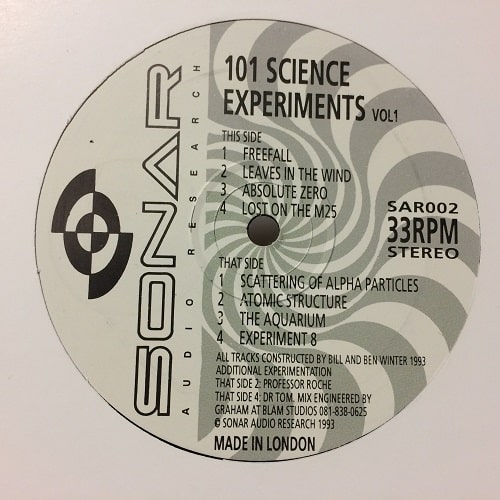 SONAR
AUDIO RESEARCH
101 SCIENCE
EXPERIMENTS VOL1
THIS SIDE
1 FREEFALL
2 LEAVES IN THE WIND
3 ABSOLUTE ZERO
4 LOST ON THE M25
SAR002
33RPM
STEREO
THAT SIDE
1 SCATTERING OF ALPHA PARTICLES
2 ATOMIC STRUCTURE
3 THE AQUARIUM
4 EXPERIMENT 8
ALL TRACKS CONSTRUCTED BY BILL AND BEN WINTER 1993
ADDITIONAL EXPERIMENTATION
THAT SIDE 2: PROFESSOR ROCHE
THAT SIDE 4: DR TOM. MIX ENGINEERED BY
GRAHAM AT BLAM STUDIOS 081-838-0625
© SONAR AUDIO RESEARCH 1993
MADE IN LONDON